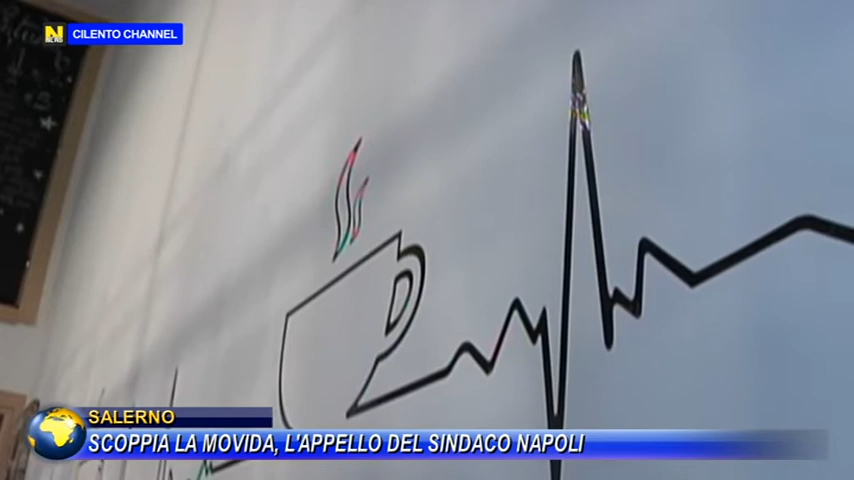 CILENTO CHANNEL
SALERNO
SCOPPIA LA MOVIDA, L'APPELLO DEL SINDACO NAPOLI